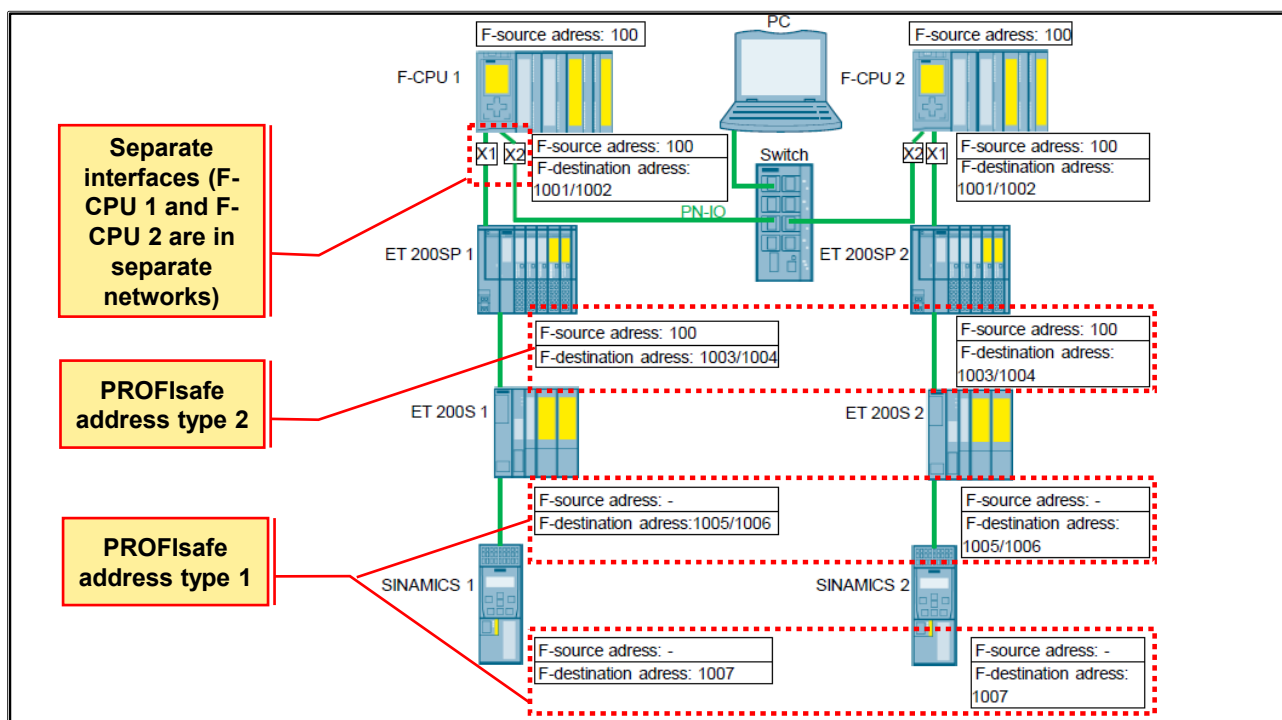 PC
F-source adress: 100
F-source adress: 100
F-CPU 1
F-CPU 2
Separate
interfaces (F-
CPU 1 and F-
CPU 2 are in
separate
networks)
X1
X2
F-source adress: 100
F-destination adress:
1001/1002
Switch
X2
X1
F-source adress: 100
F-destination adress:
1001/1002
PN-IO
ET 200SP 1
ET 200SP 2
F-source adress: 100
F-destination adress: 1003/1004
F-source adress: 100
F-destination adress:
1003/1004
PROFIsafe
address type 2
ET 200S 1
ET 200S 2
F-source adress: -
F-destination adress:1005/1006
F-source adress: -
F-destination adress:
1005/1006
PROFIsafe
address type 1
SINAMICS 1
SINAMICS 2
F-source adress: -
F-destination adress: 1007
F-source adress: -
F-destination adress:
1007